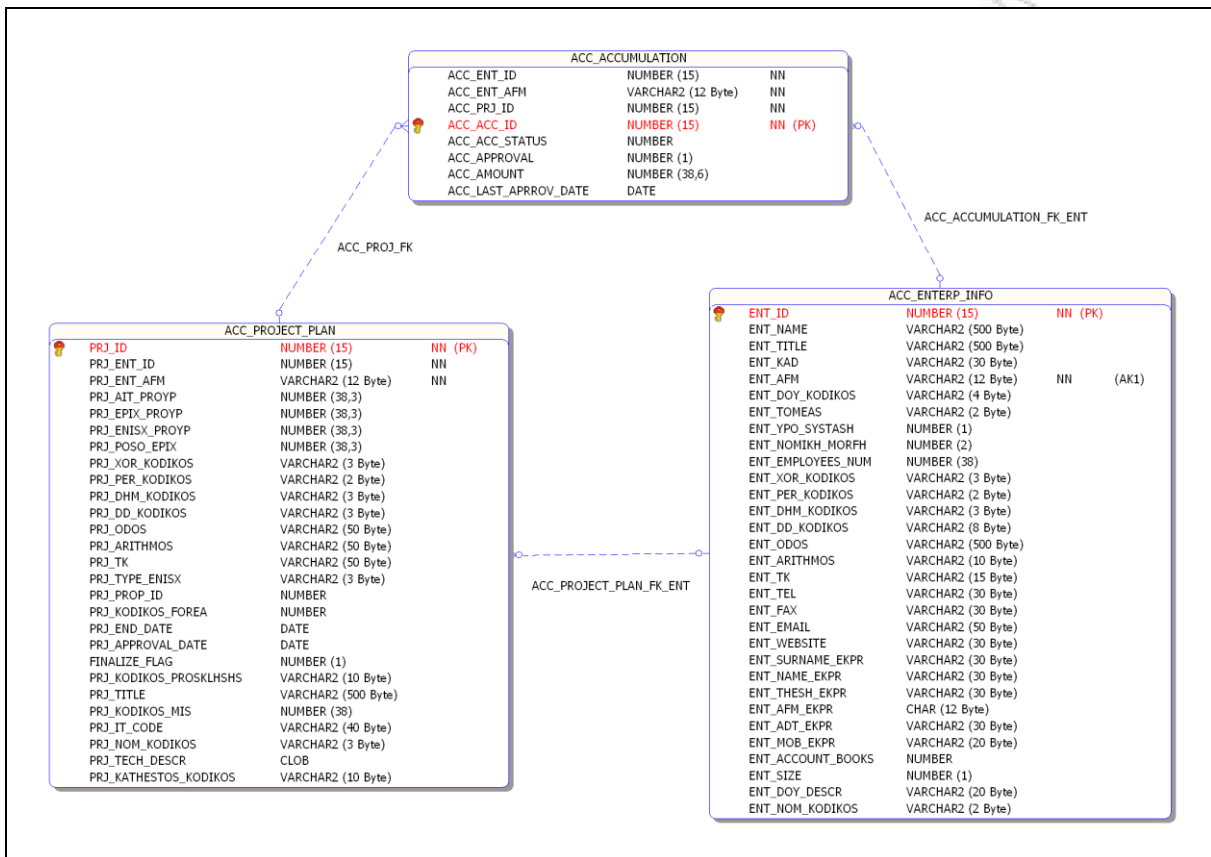 ACC_ACCUMULATION
ACC_ENT_ID NUMBER (15) NN
ACC_ENT_AFM VARCHAR2 (12 Byte) NN
ACC_PRJ_ID NUMBER (15) NN
ACC_ACC_ID NUMBER (15) NN (PK)
ACC_ACC_STATUS NUMBER
ACC_APPROVAL NUMBER (1)
ACC_AMOUNT NUMBER (38,6)
ACC_LAST_APRROV_DATE DATE
ACC_PROJ_FK
ACC_ACCUMULATION_FK_ENT
ACC_PROJECT_PLAN
PRJ_ID NUMBER (15) NN (PK)
PRJ_ENT_ID NUMBER (15) NN
PRJ_ENT_AFM VARCHAR2 (12 Byte) NN
PRJ_AIT_PROYP NUMBER (38,3)
PRJ_EPIX_PROYP NUMBER (38,3)
PRJ_ENISX_PROYP NUMBER (38,3)
PRJ_POSO_EPIX NUMBER (38,3)
PRJ_XOR_KODIKOS VARCHAR2 (3 Byte)
PRJ_PER_KODIKOS VARCHAR2 (2 Byte)
PRJ_DHM_KODIKOS VARCHAR2 (3 Byte)
PRJ_DD_KODIKOS VARCHAR2 (3 Byte)
PRJ_ODOS VARCHAR2 (50 Byte)
PRJ_ARITHMOS VARCHAR2 (50 Byte)
PRJ_TK VARCHAR2 (50 Byte)
PRJ_TYPE_ENISX VARCHAR2 (3 Byte)
PRJ_PROP_ID NUMBER
PRJ_KODIKOS_FOREA NUMBER
PRJ_END_DATE DATE
PRJ_APPROVAL_DATE DATE
FINALIZE_FLAG NUMBER (1)
PRJ_KODIKOS_PROSKLHSHS VARCHAR2 (10 Byte)
PRJ_TITLE VARCHAR2 (500 Byte)
PRJ_KODIKOS_MIS NUMBER (38)
PRJ_IT_CODE VARCHAR2 (40 Byte)
PRJ_NOM_KODIKOS VARCHAR2 (3 Byte)
PRJ_TECH_DESCR CLOB
PRJ_KATHESTOS_KODIKOS VARCHAR2 (10 Byte)
ACC_PROJECT_PLAN_FK_ENT
ACC_ENTERP_INFO
ENT_ID NUMBER (15) NN (PK)
ENT_NAME VARCHAR2 (500 Byte)
ENT_TITLE VARCHAR2 (500 Byte)
ENT_KAD VARCHAR2 (30 Byte)
ENT_AFM VARCHAR2 (12 Byte) NN (AK1)
ENT_DOY_KODIKOS VARCHAR2 (4 Byte)
ENT_TOMEAS VARCHAR2 (2 Byte)
ENT_YPO_SYSTASH NUMBER (1)
ENT_NOMIKH_MORFH NUMBER (2)
ENT_EMPLOYEES_NUM NUMBER (38)
ENT_XOR_KODIKOS VARCHAR2 (3 Byte)
ENT_PER_KODIKOS VARCHAR2 (2 Byte)
ENT_DHM_KODIKOS VARCHAR2 (3 Byte)
ENT_DD_KODIKOS VARCHAR2 (8 Byte)
ENT_ODOS VARCHAR2 (500 Byte)
ENT_ARITHMOS VARCHAR2 (10 Byte)
ENT_TK VARCHAR2 (15 Byte)
ENT_TEL VARCHAR2 (30 Byte)
ENT_FAX VARCHAR2 (30 Byte)
ENT_EMAIL VARCHAR2 (50 Byte)
ENT_WEBSITE VARCHAR2 (30 Byte)
ENT_SURNAME_EKPR VARCHAR2 (30 Byte)
ENT_NAME_EKPR VARCHAR2 (30 Byte)
ENT_THESH_EKPR VARCHAR2 (30 Byte)
ENT_AFM_EKPR CHAR (12 Byte)
ENT_ADT_EKPR VARCHAR2 (30 Byte)
ENT_MOB_EKPR VARCHAR2 (20 Byte)
ENT_ACCOUNT_BOOKS NUMBER
ENT_SIZE NUMBER (1)
ENT_DOY_DESCR VARCHAR2 (20 Byte)
ENT_NOM_KODIKOS VARCHAR2 (2 Byte)